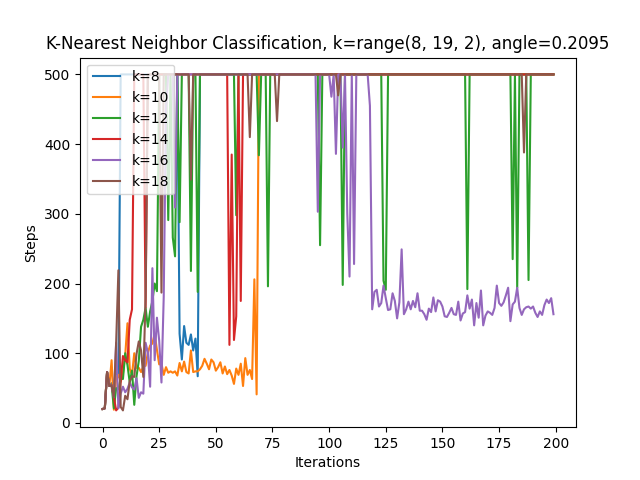 K-Nearest Neighbor Classification, k=range(8, 19, 2), angle=0.2095
500
400
300
200
100
0
Steps
k=8
k=10
k=12
k=14
k=16
k=18
0 25 50 75 100 125 150 175 200
Iterations